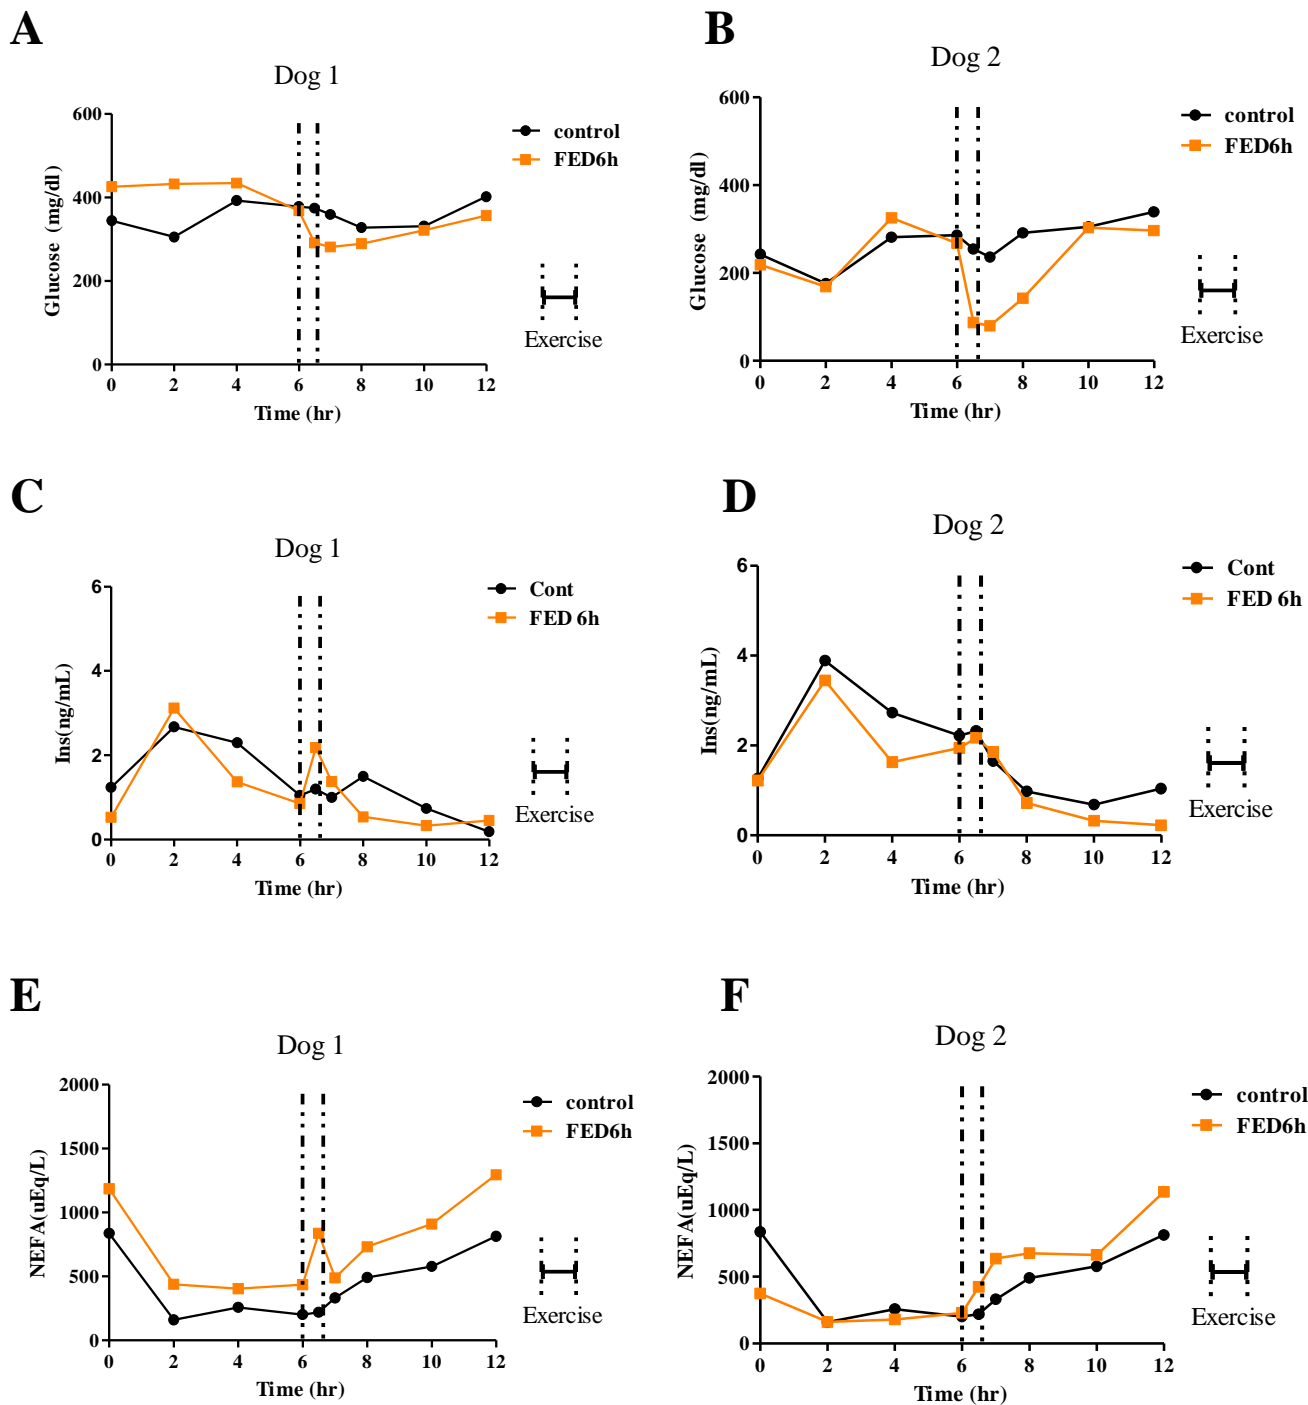 A
Dog 1
600
400
200
0
Glucose (mg/dl)
0 2 4 6 8 10 12
Time (hr)
control
FED6h
Exercise
B
Dog 2
600
400
200
0
Glucose (mg/dl)
0 2 4 6 8 10 12
Time (hr)
control
FED6h
Exercise
C
Dog 1
6
4
2
0
Ins(ng/mL)
0 2 4 6 8 10 12
Time (hr)
Cont
FED 6h
Exercise
D
Dog 2
6
4
2
0
Ins(ng/mL)
0 2 4 6 8 10 12
Time (hr)
Cont
FED 6h
Exercise
E
Dog 1
2000
1500
1000
500
0
NEFA(uEq/L)
0 2 4 6 8 10 12
Time (hr)
control
FED6h
Exercise
F
Dog 2
2000
1500
1000
500
0
NEFA(uEq/L)
0 2 4 6 8 10 12
Time (hr)
control
FED6h
Exercise